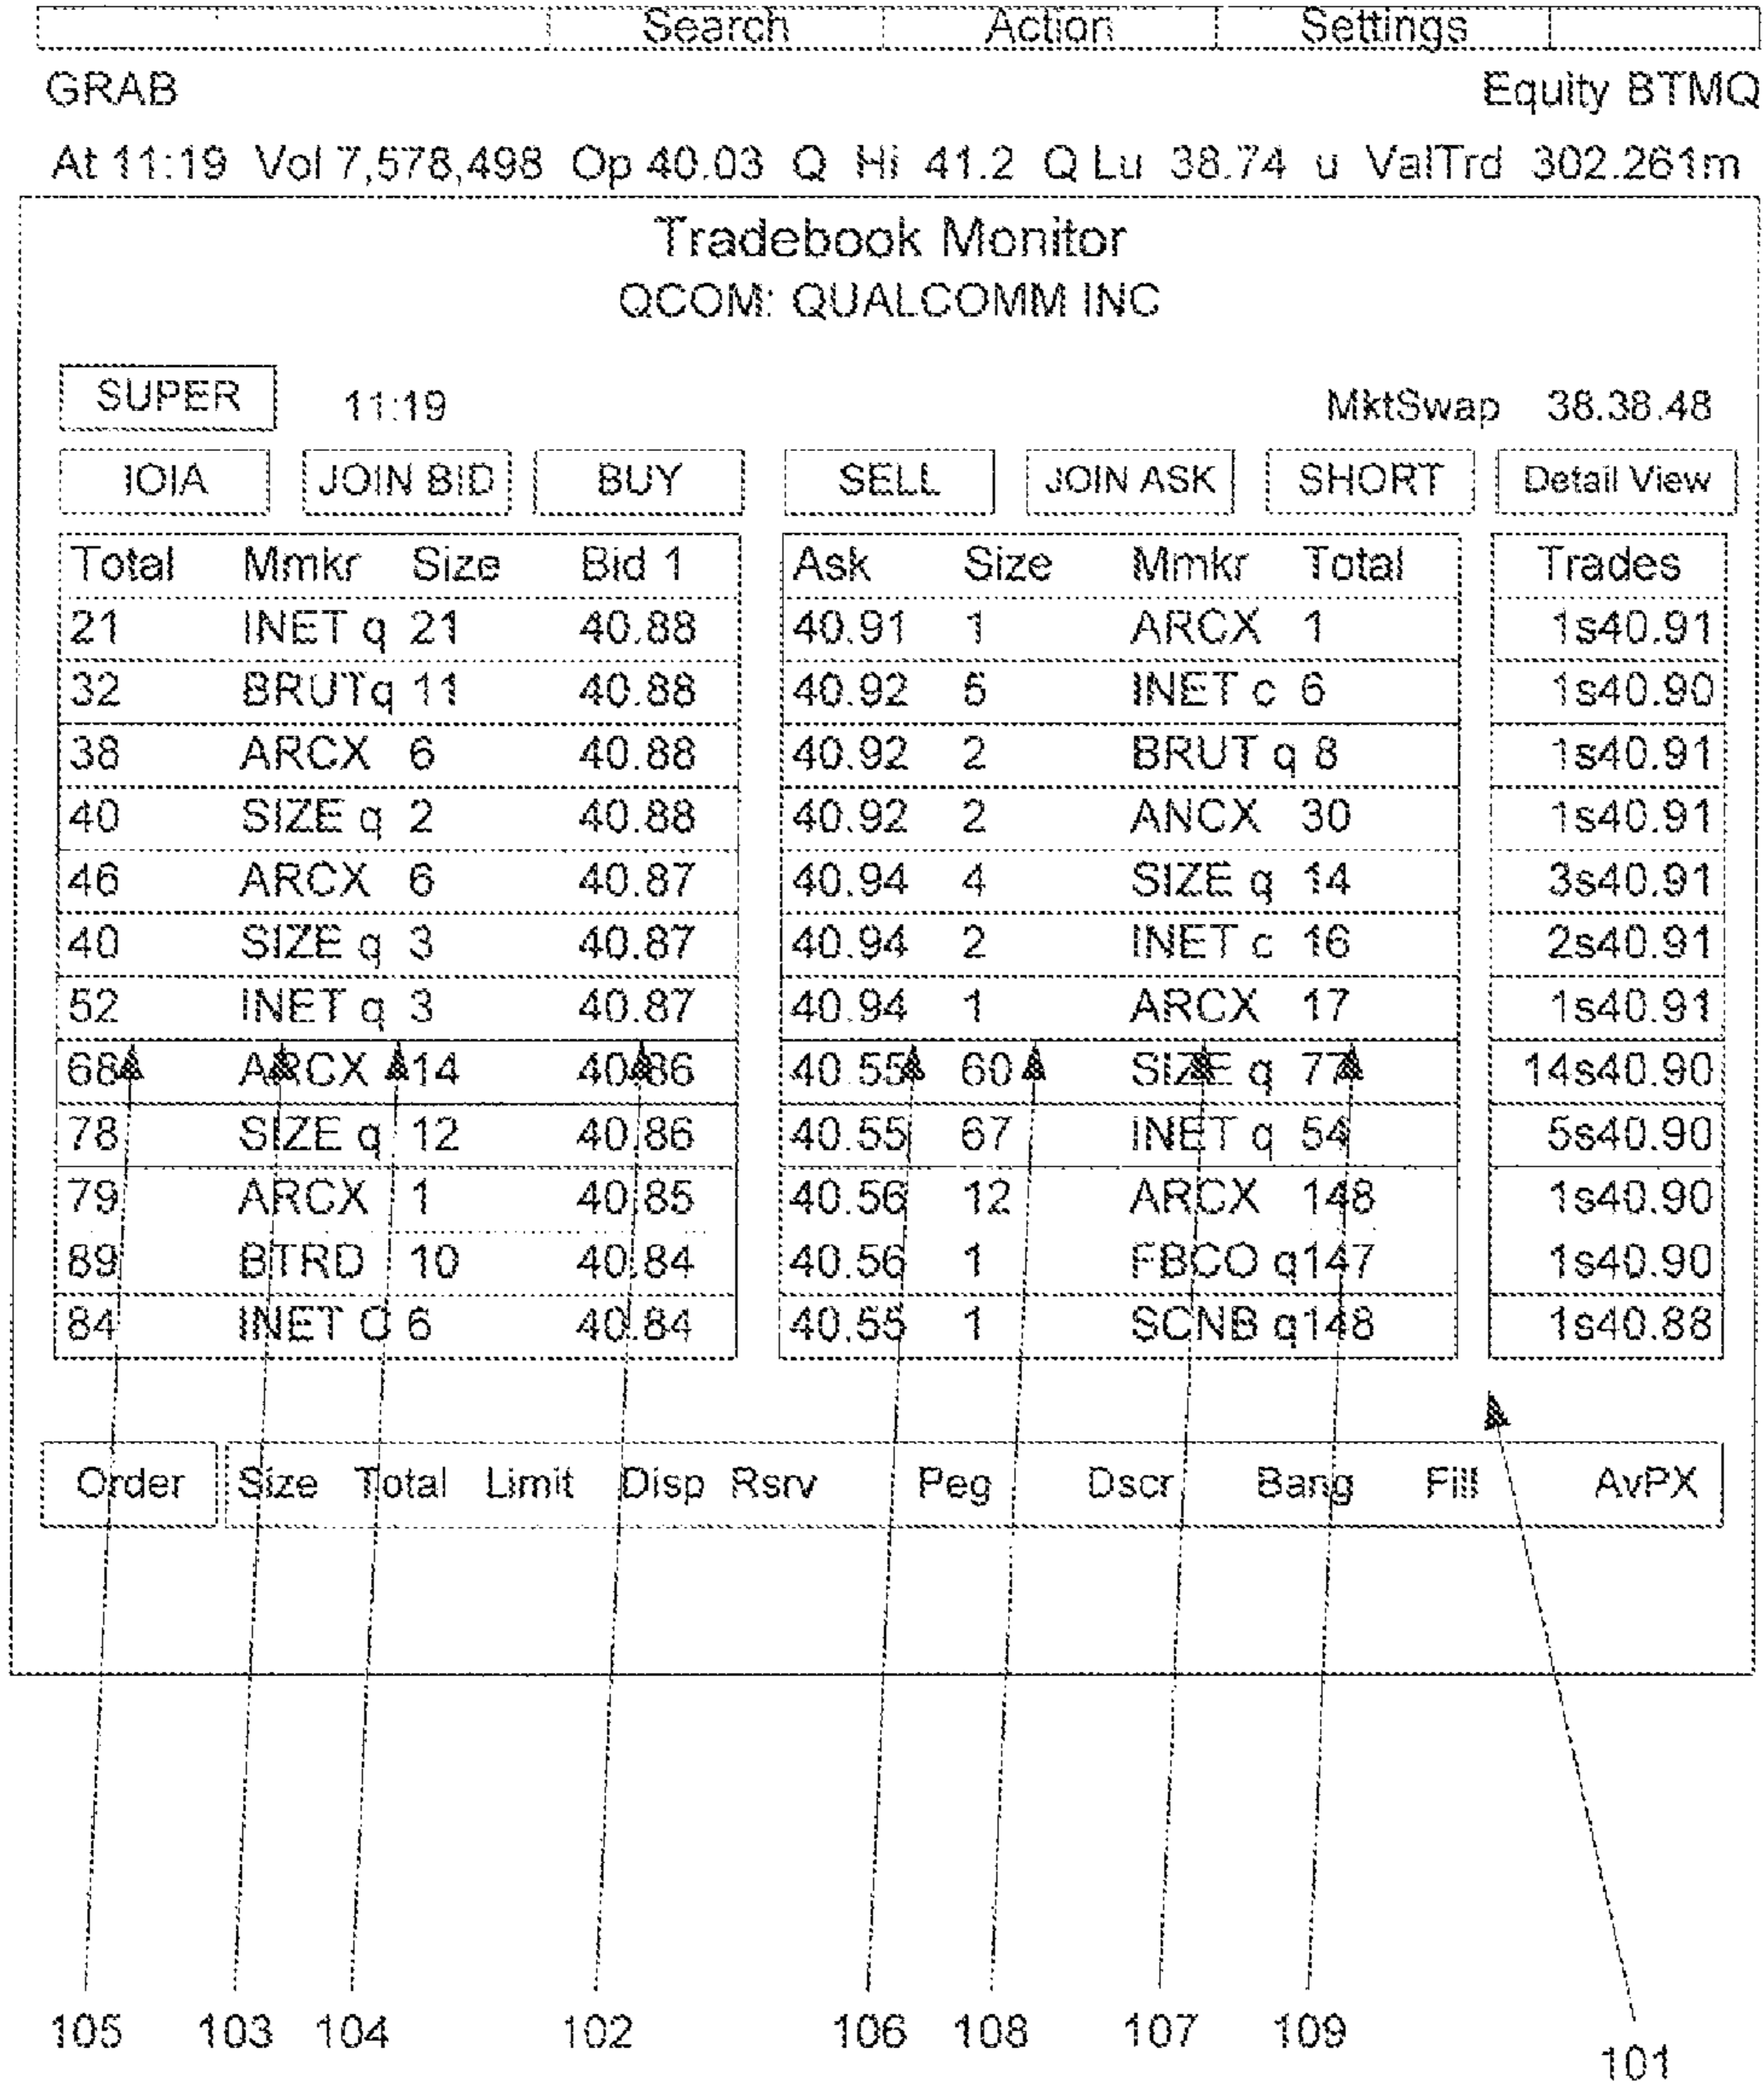 Search Action Settings
GRAB Equity BTMQ
At 11:19 Vol 7,578,498 Op 40.03 Q Hi 41.2 Q Lu 38.74 u ValTrd 302.261m
Tradebook Monitor
QCOM: QUALCOMM INC
SUPER 11:19 MktSwap 38.38.48
IOIA JOIN BID BUY SELL JOIN ASK SHORT Detail View
Total Mmkr Size Bid 1 Ask Size Mmkr Total Trades
21 INET q 21 40.88 40.91 1 ARCX 1 1s40.91
32 BRUTq 11 40.88 40.92 5 INET c 6 1s40.90
38 ARCX 6 40.88 40.92 2 BRUT q 8 1s40.91
40 SIZE q 2 40.88 40.92 2 ANCX 30 1s40.91
46 ARCX 6 40.87 40.94 4 SIZE q 14 3s40.91
40 SIZE q 3 40.87 40.94 2 INET c 16 2s40.91
52 INET q 3 40.87 40.94 1 ARCX 17 1s40.91
68 ARCX 14 40.86 40.55 60 SIZE q 77 14s40.90
78 SIZE q 12 40.86 40.55 67 INET q 54 5s40.90
79 ARCX 1 40.85 40.56 12 ARCX 148 1s40.90
89 BTRD 10 40.84 40.56 1 FBCO q147 1s40.90
84 INET C 6 40.84 40.55 1 SCNB q148 1s40.88
Order Size Total Limit Disp Rsrv Peg Dscr Bang Fill AvPX
105 103 104 102 106 108 107 109
101